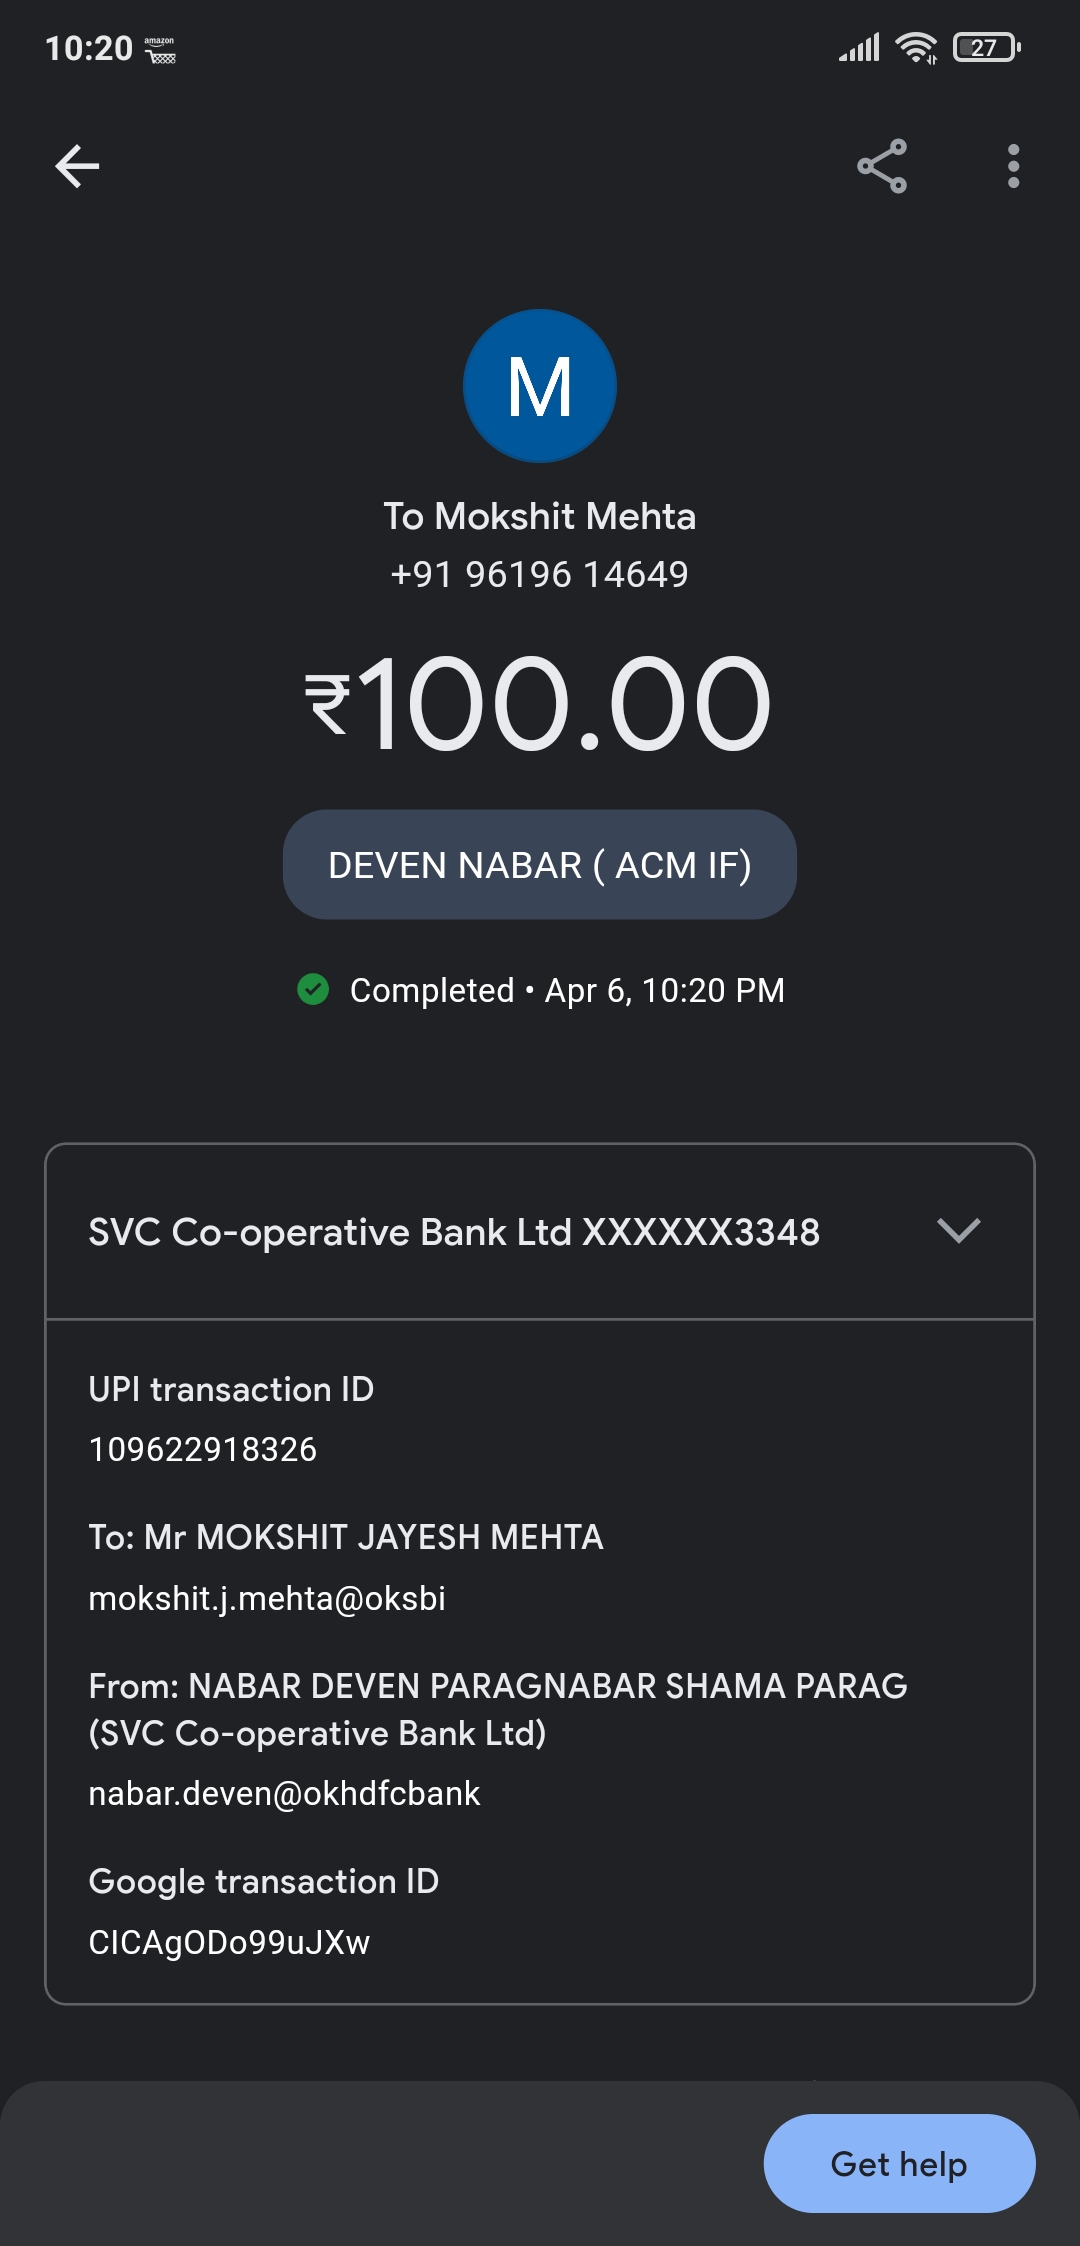 10:20 amazon 27
M
To Mokshit Mehta
+91 96196 14649
₹100.00
DEVEN NABAR ( ACM IF)
Completed • Apr 6, 10:20 PM
SVC Co-operative Bank Ltd XXXXXX3348
UPI transaction ID
109622918326
To: Mr MOKSHIT JAYESH MEHTA
mokshit.j.mehta@oksbi
From: NABAR DEVEN PARAGNABAR SHAMA PARAG
(SVC Co-operative Bank Ltd)
nabar.deven@okhdfcbank
Google transaction ID
CICAgODo99uJXw
Get help